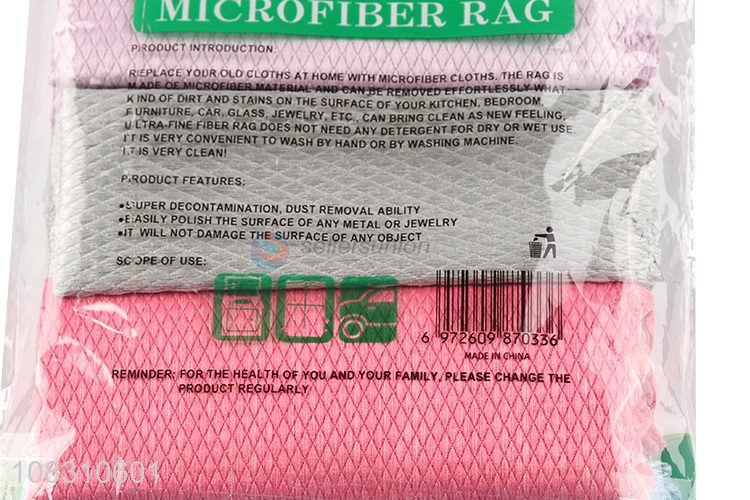 MICROFIBER RAG
PRODUCT INTRODUCTION:
REPLACE YOUR OLD CLOTHS AT HOME WITH MICROFIBER CLOTHS. THE RAG IS
MADE OF MICROFIBER MATERIAL AND CAN BE REMOVED EFFORTLESSLY WHAT
KIND OF DIRT AND STAINS ON THE SURFACE OF YOUR KITCHEN, BEDROOM,
FURNITURE, CAR, GLASS, JEWELRY, ETC., CAN BRING CLEAN AS NEW FEELING,
ULTRA-FINE FIBER RAG DOES NOT NEED ANY DETERGENT FOR DRY OR WET USE,
IT IS VERY CONVENIENT TO WASH BY HAND OR BY WASHING MACHINE.
IT IS VERY CLEAN!
PRODUCT FEATURES:
•SUPER DECONTAMINATION, DUST REMOVAL ABILITY
•EASILY POLISH THE SURFACE OF ANY METAL OR JEWELRY
•IT WILL NOT DAMAGE THE SURFACE OF ANY OBJECT
Sellersunion
SCOPE OF USE:
6 972609 870336
MADE IN CHINA
REMINDER: FOR THE HEALTH OF YOU AND YOUR FAMILY, PLEASE CHANGE THE
PRODUCT REGULARLY
108310601